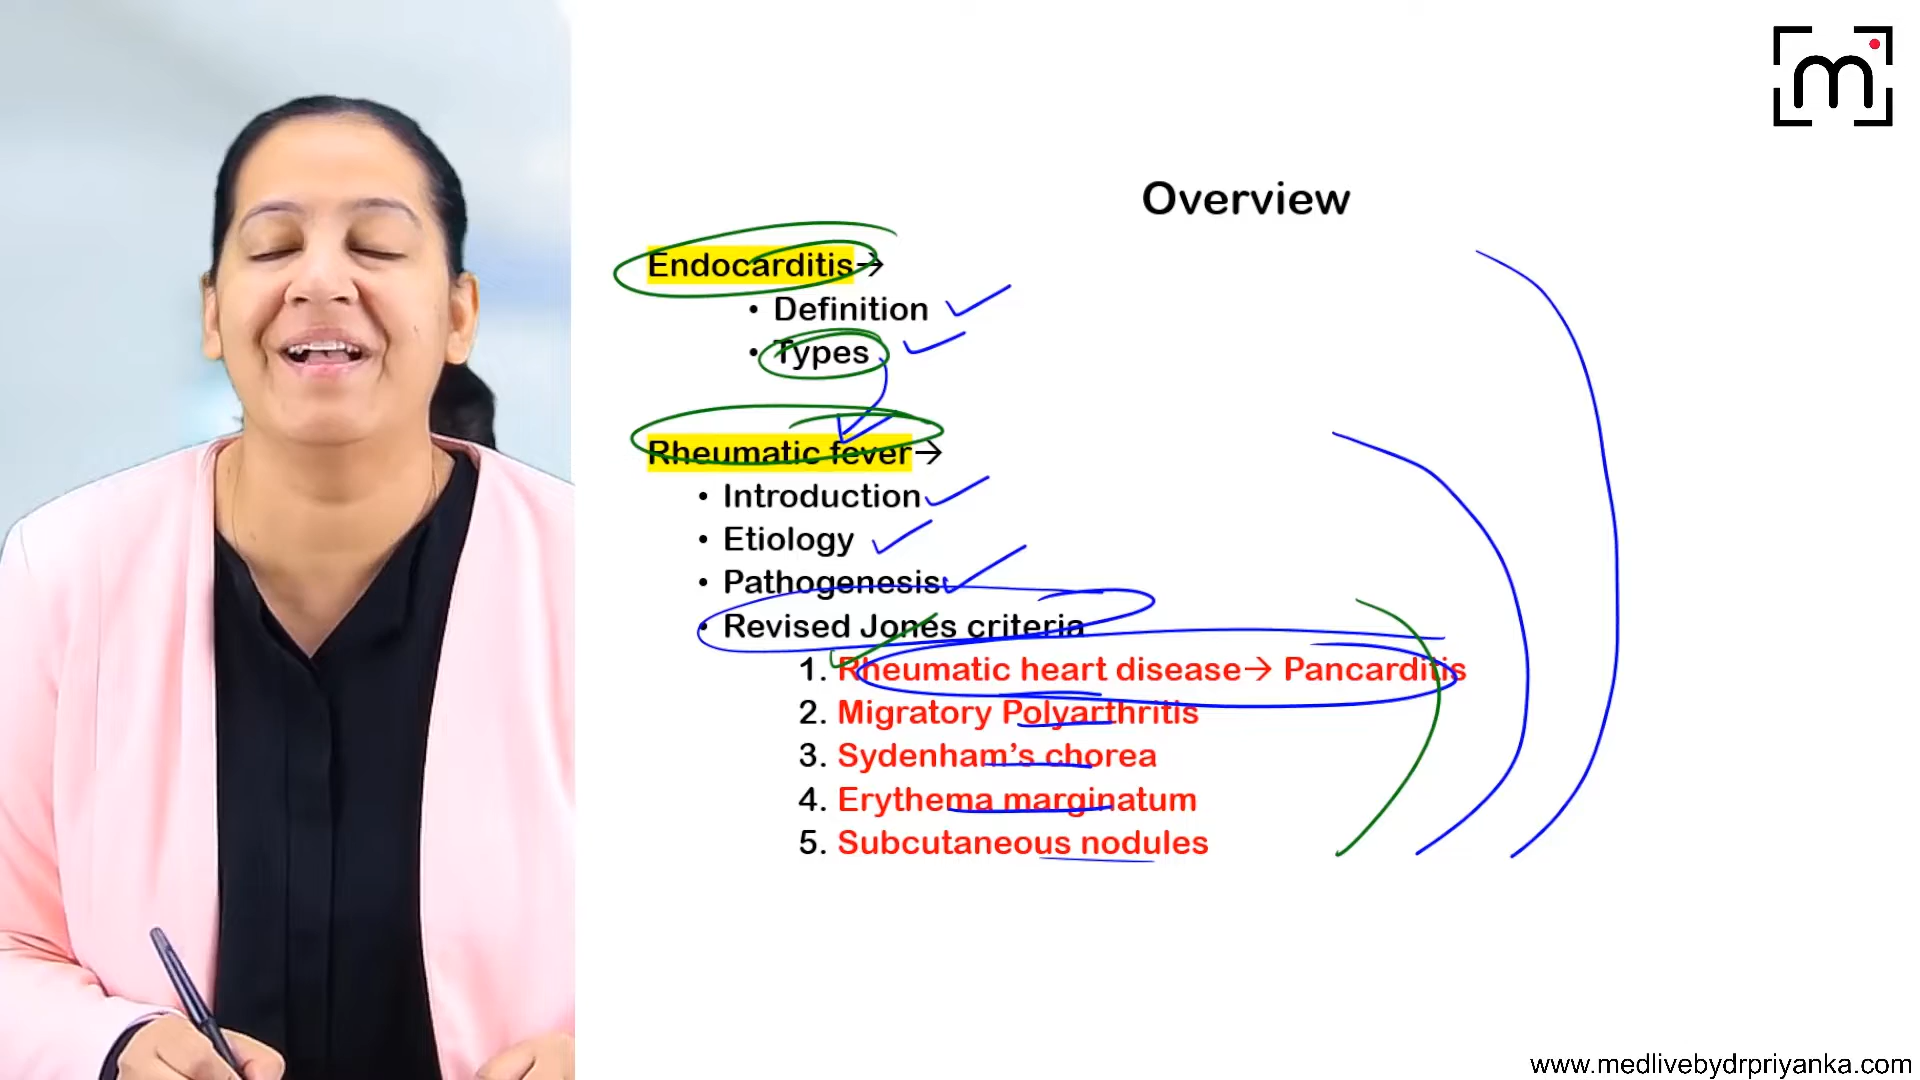 m
Overview
Endocarditis→
• Definition
• Types
Rheumatic fever→
• Introduction
• Etiology
• Pathogenesis
• Revised Jones criteria
1. Rheumatic heart disease→ Pancarditis
2. Migratory Polyarthritis
3. Sydenham’s chorea
4. Erythema marginatum
5. Subcutaneous nodules
www.medlivebydrpriyanka.com